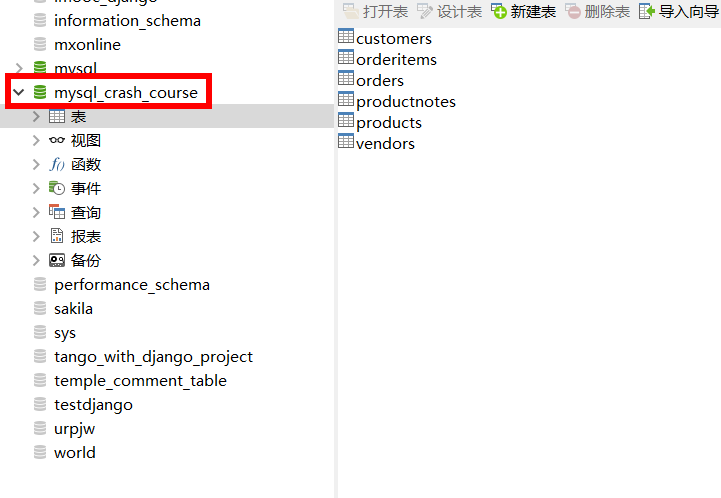 imooc_django
information_schema
mxonline
mysql
mysql_crash_course
表
视图
函数
事件
查询
报表
备份
performance_schema
sakila
sys
tango_with_django_project
temple_comment_table
testdjango
urpjw
world
打开表 设计表 新建表 删除表 导入向导
customers
orderitems
orders
productnotes
products
vendors